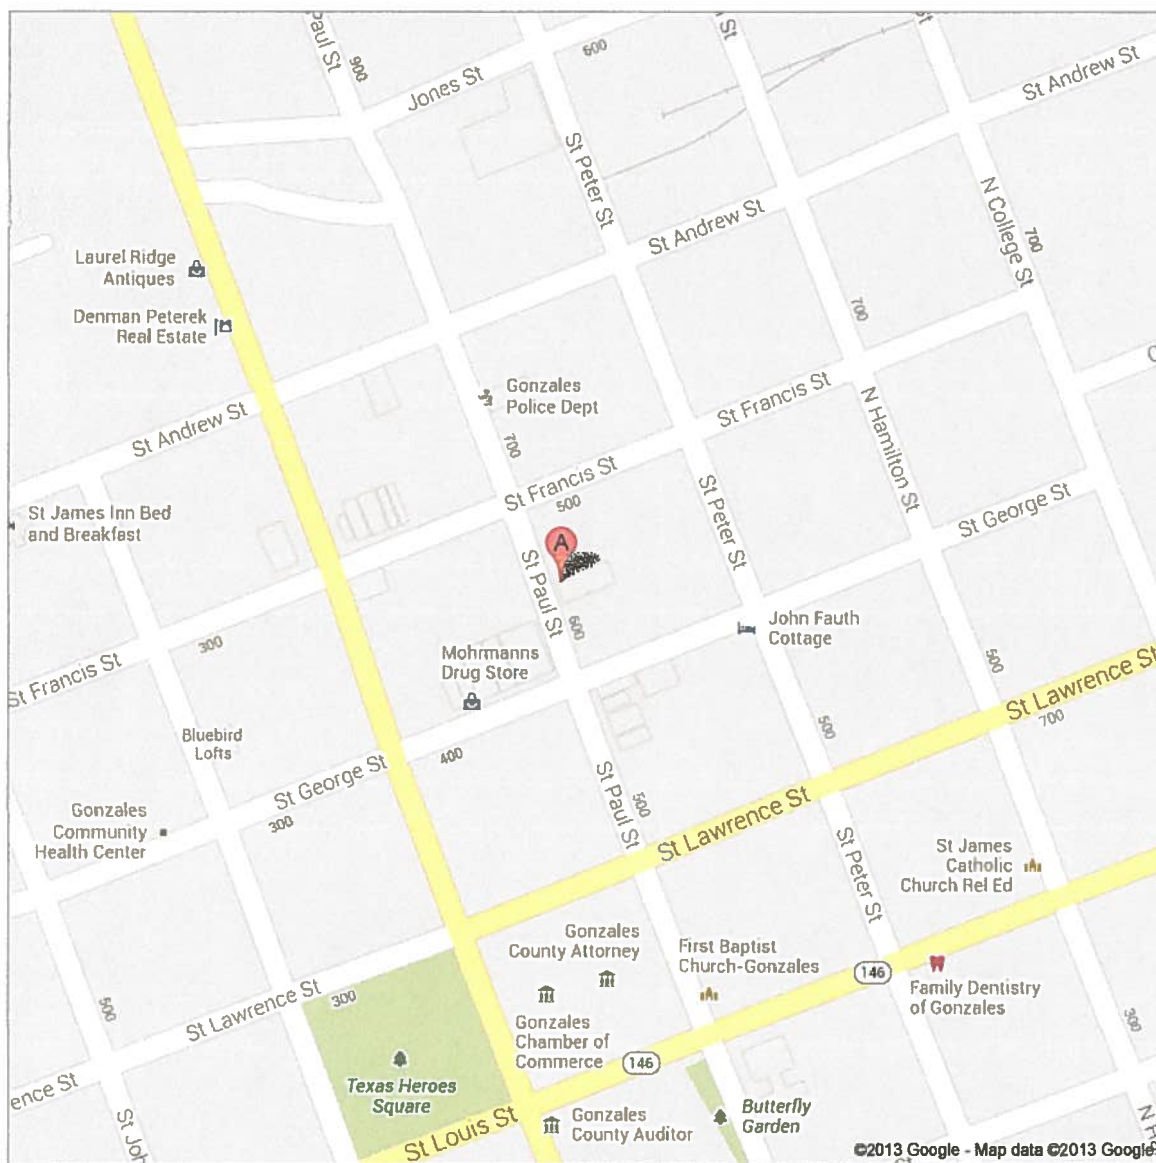 Paul St
900
Jones St
600
St
St
St Andrew St
St Peter St
N College St
700
St Andrew St
Laurel Ridge
Antiques
Denman Peterek
Real Estate
700
Gonzales
Police Dept
St Francis St
N Hamilton St
St Andrew St
700
St Francis St
500
St Peter St
St George St
St James Inn Bed
and Breakfast
A
St Paul St
600
John Fauth
Cottage
300
St Francis St
Mohrmanns
Drug Store
500
St Lawrence St
700
Bluebird
Lofts
400
St George St
300
500
St Paul St
500
St Lawrence St
Gonzales
Community
Health Center
St Peter St
St James
Catholic
Church Rel Ed
Gonzales
County Attorney
First Baptist
Church-Gonzales
146
Family Dentistry
of Gonzales
500
St Lawrence St
300
Gonzales
Chamber of
Commerce
146
300
Texas Heroes
Square
ence St
St Joh
St Louis St
Gonzales
County Auditor
Butterfly
Garden
©2013 Google - Map data ©2013 Google